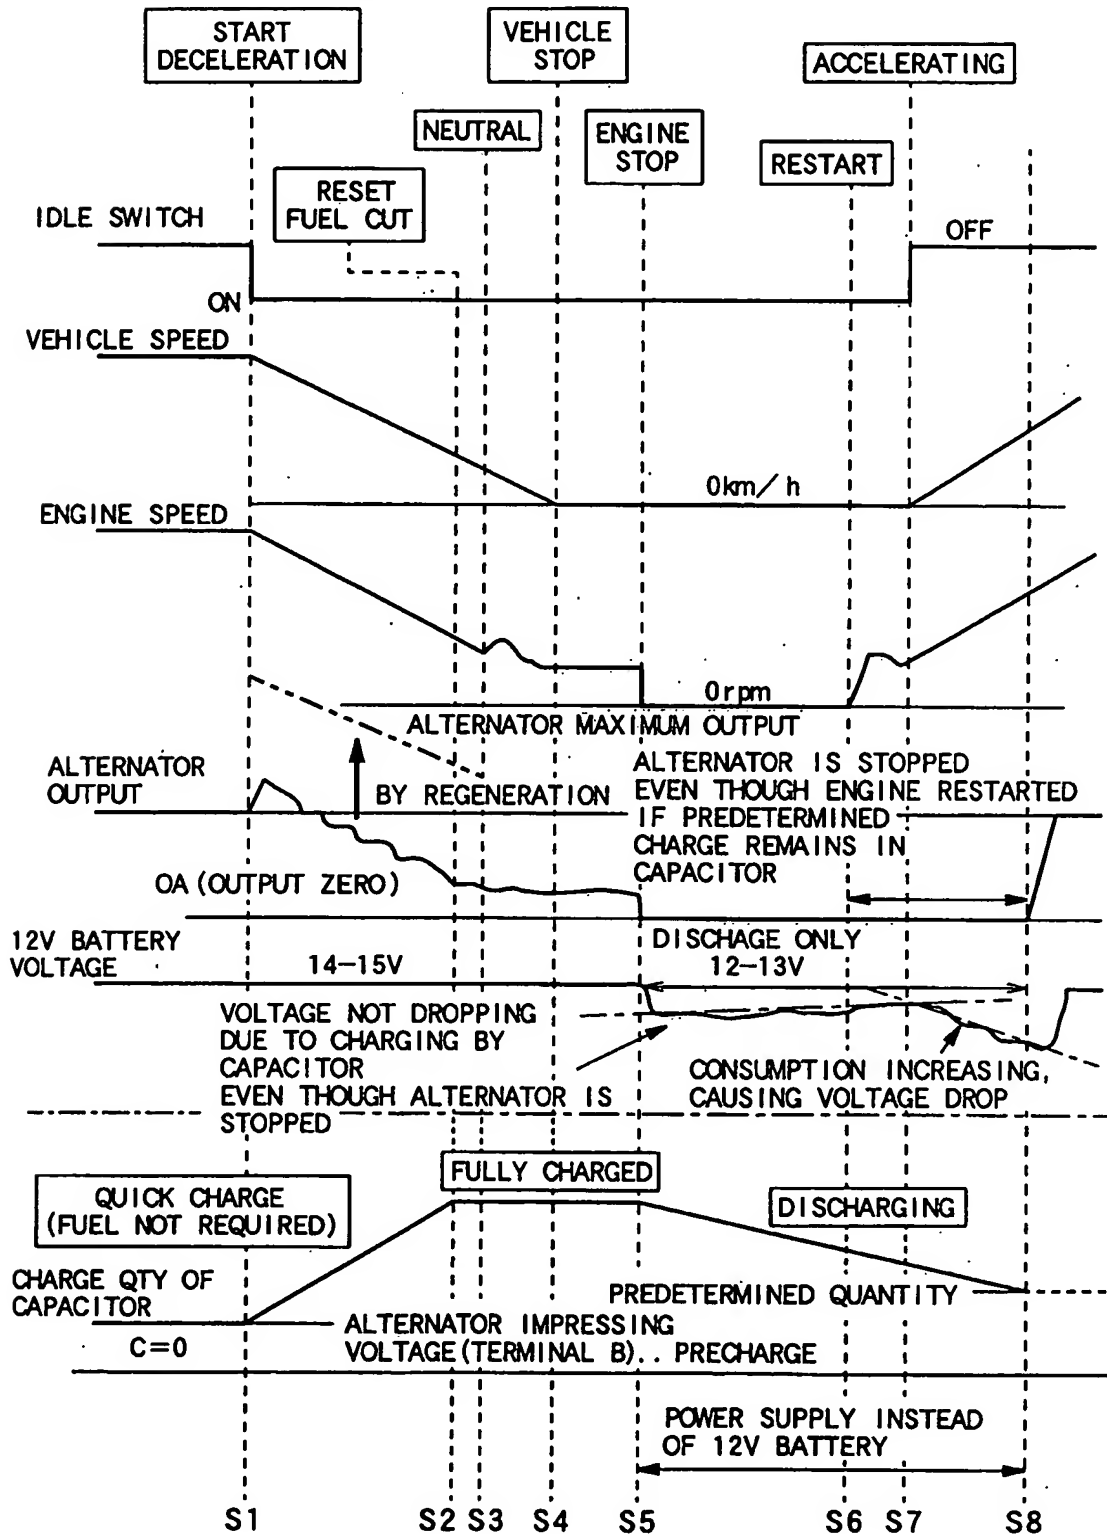 START
DECELERATION
VEHICLE
STOP
ACCELERATING
NEUTRAL
ENGINE
STOP
RESTART
RESET
FUEL CUT
IDLE SWITCH
OFF
ON
VEHICLE SPEED
0km/h
ENGINE SPEED
0rpm
ALTERNATOR MAXIMUM OUTPUT
ALTERNATOR
OUTPUT
BY REGENERATION
ALTERNATOR IS STOPPED
EVEN THOUGH ENGINE RESTARTED
IF PREDETERMINED
CHARGE REMAINS IN
CAPACITOR
0A (OUTPUT ZERO)
12V BATTERY
VOLTAGE
14-15V
DISCHAGE ONLY
12-13V
VOLTAGE NOT DROPPING
DUE TO CHARGING BY
CAPACITOR
EVEN THOUGH ALTERNATOR IS
STOPPED
CONSUMPTION INCREASING,
CAUSING VOLTAGE DROP
FULLY CHARGED
QUICK CHARGE
(FUEL NOT REQUIRED)
DISCHARGING
CHARGE QTY OF
CAPACITOR
PREDETERMINED QUANTITY
C=0
ALTERNATOR IMPRESSING
VOLTAGE (TERMINAL B).. PRECHARGE
POWER SUPPLY INSTEAD
OF 12V BATTERY
S1 S2 S3 S4 S5 S6 S7 S8